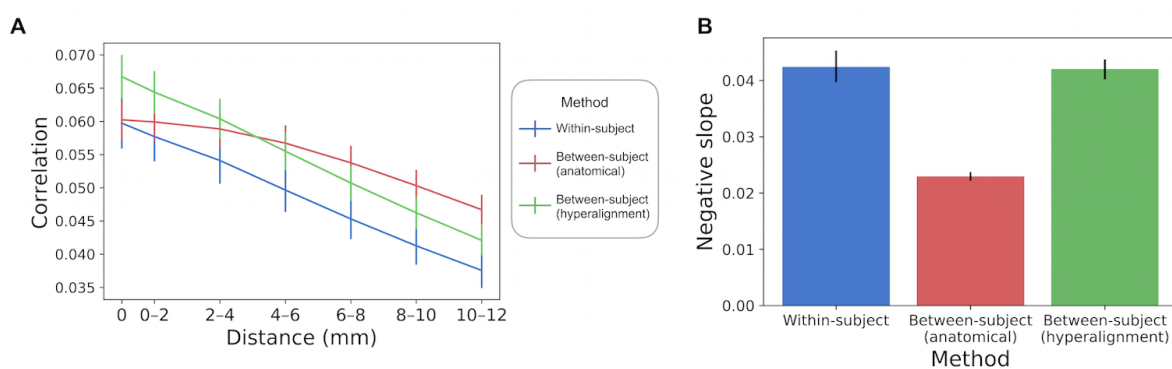 A
Correlation
0.070
0.065
0.060
0.055
0.050
0.045
0.040
0.035
0 0–2 2–4 4–6 6–8 8–10 10–12
Distance (mm)
Method
Within-subject
Between-subject
(anatomical)
Between-subject
(hyperalignment)
B
Negative slope
0.04
0.03
0.02
0.01
0.00
Within-subject
Between-subject
(anatomical)
Between-subject
(hyperalignment)
Method